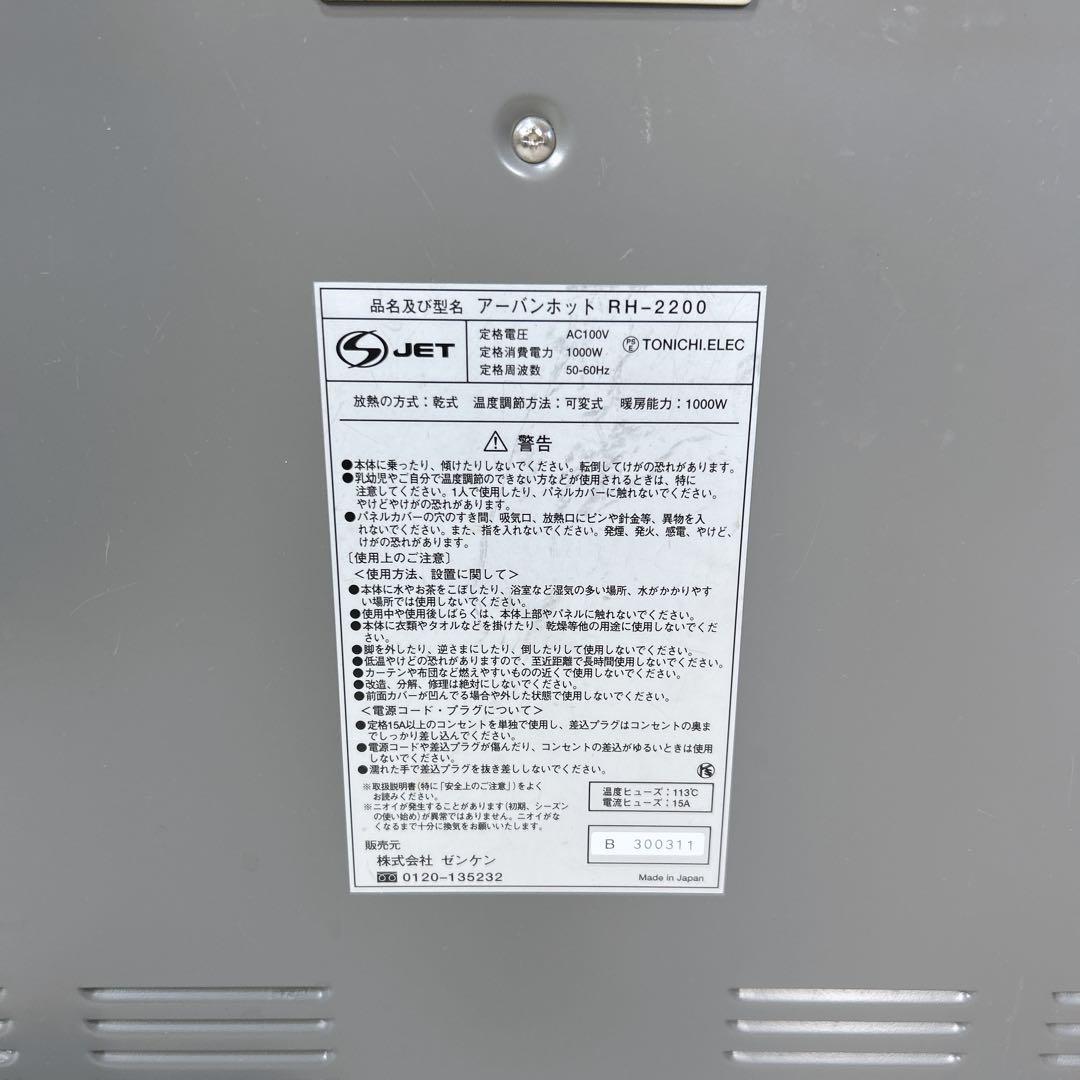 品名及び型名 アーバンホット RH-2200
S JET
定格電圧 AC100V
定格消費電力 1000W
定格周波数 50-60Hz
PS E TONICHI.ELEC
放熱の方式：乾式 温度調節方法：可変式 暖房能力：1000W
⚠ 警告
●本体に乗ったり、傾けたりしないでください。転倒してけがの恐れがあります。
●乳幼児やご自分で温度調節のできない方などが使用されるときは、特に
注意してください。1人で使用したり、パネルカバーに触れないでください。
やけどやけがの恐れがあります。
●パネルカバーの穴のすき間、吸気口、放熱口にピンや針金等、異物を入
れないでください。また、指を入れないでください。発煙、発火、感電、やけど、
けがの恐れがあります。
〔使用上のご注意〕
＜使用方法、設置に関して＞
●本体に水やお茶をこぼしたり、浴室など湿気の多い場所、水がかかりやす
い場所では使用しないでください。
●使用中や使用後しばらくは、本体上部やパネルに触れないでください。
●本体に衣類やタオルなどを掛けたり、乾燥等他の用途に使用しないでくだ
さい。
●脚を外したり、逆さまにしたり、倒したりして使用しないでください。
●低温やけどの恐れがありますので、至近距離で長時間使用しないでください。
●カーテンや布団など燃えやすいものの近くで使用しないでください。
●改造、分解、修理は絶対にしないでください。
●前面カバーが凹んでる場合や外した状態で使用しないでください。
＜電源コード・プラグについて＞
●定格15A以上のコンセントを単独で使用し、差込プラグはコンセントの奥ま
でしっかり差し込んでください。
●電源コードや差込プラグが傷んだり、コンセントの差込がゆるいときは使用
しないでください。
●濡れた手で差込プラグを抜き差ししないでください。
※取扱説明書(特に「安全上のご注意」)をよく
お読みください。
※ニオイが発生することがあります(初期、シーズン
の使い始め)が異常ではありません。ニオイがな
くなるまで十分に換気をお願いいたします。
温度ヒューズ：113℃
電流ヒューズ：15A
B 300311
販売元
株式会社 ゼンケン
0120-135232
Made in Japan